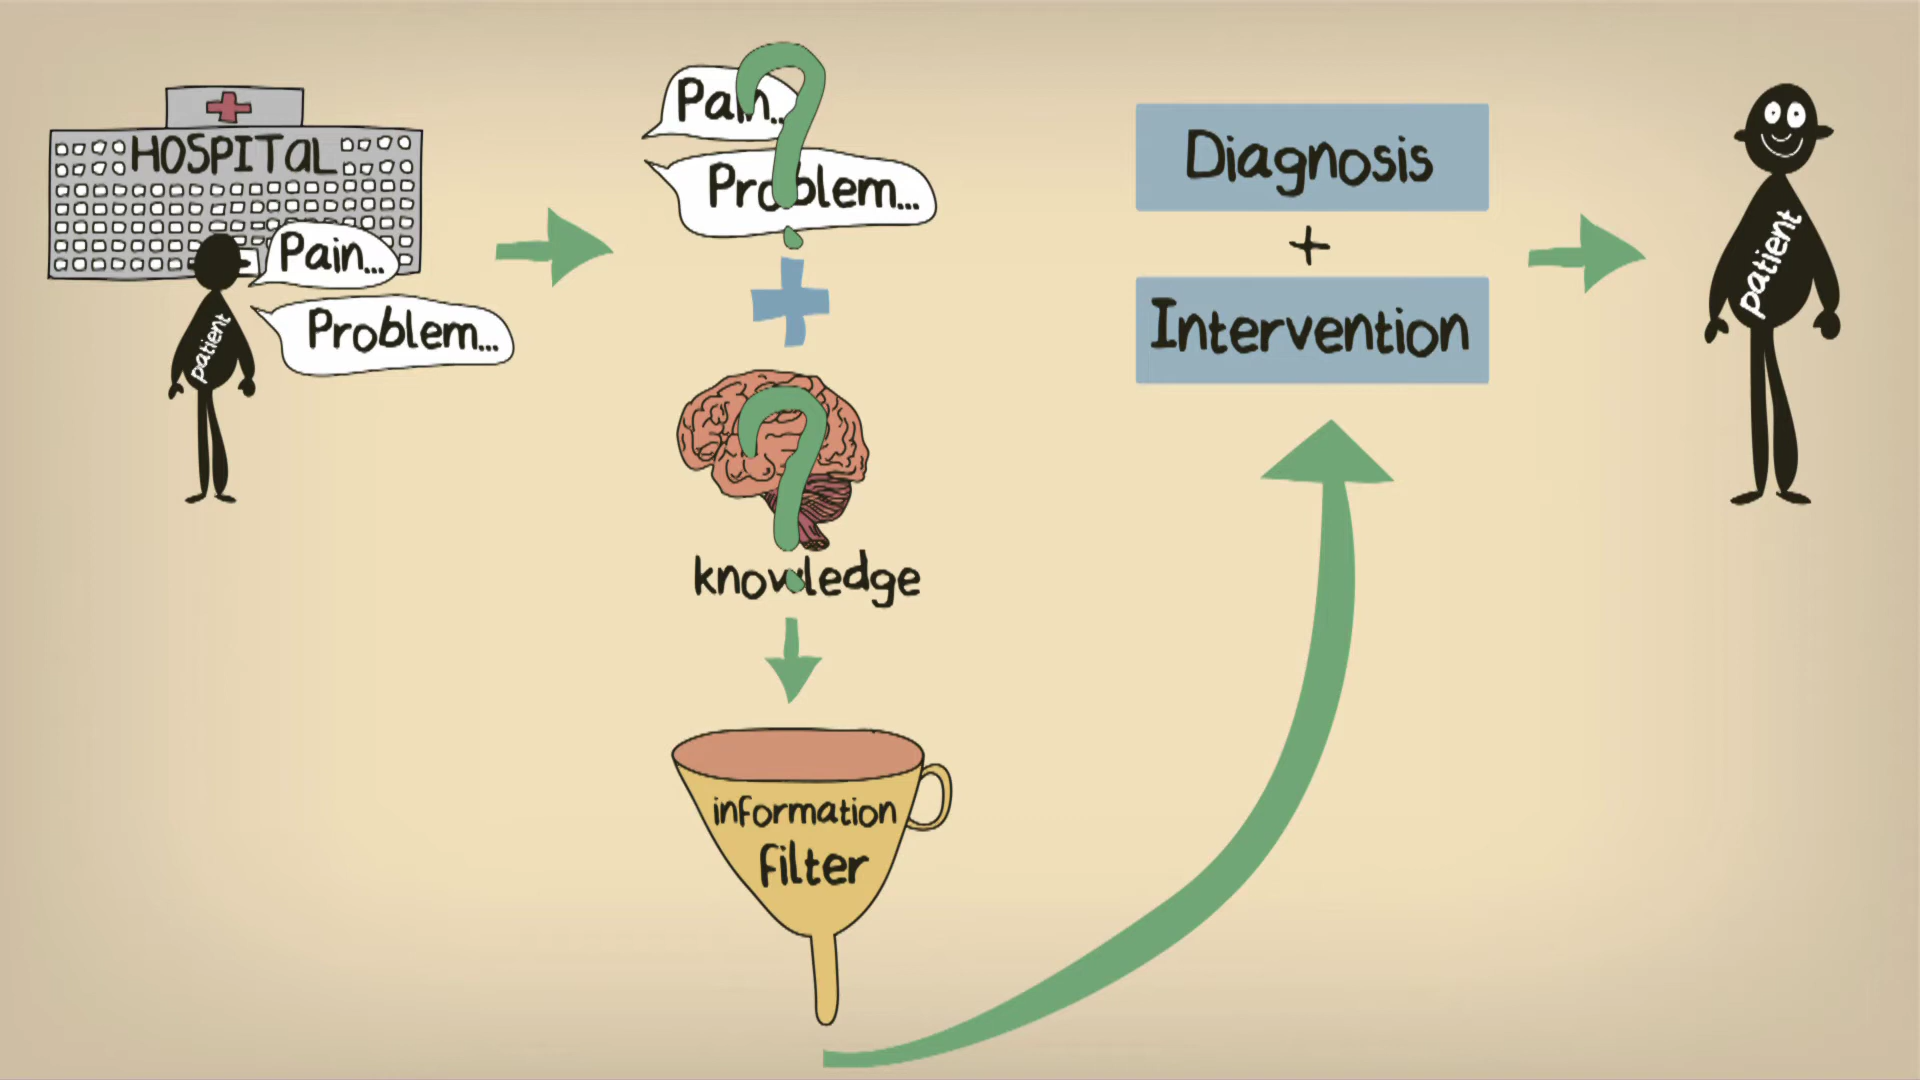 HOSPITaL
Pain...
Problem...
patient
Pain...
Problem...
knowledge
information
filter
Diagnosis
+
Intervention
patient